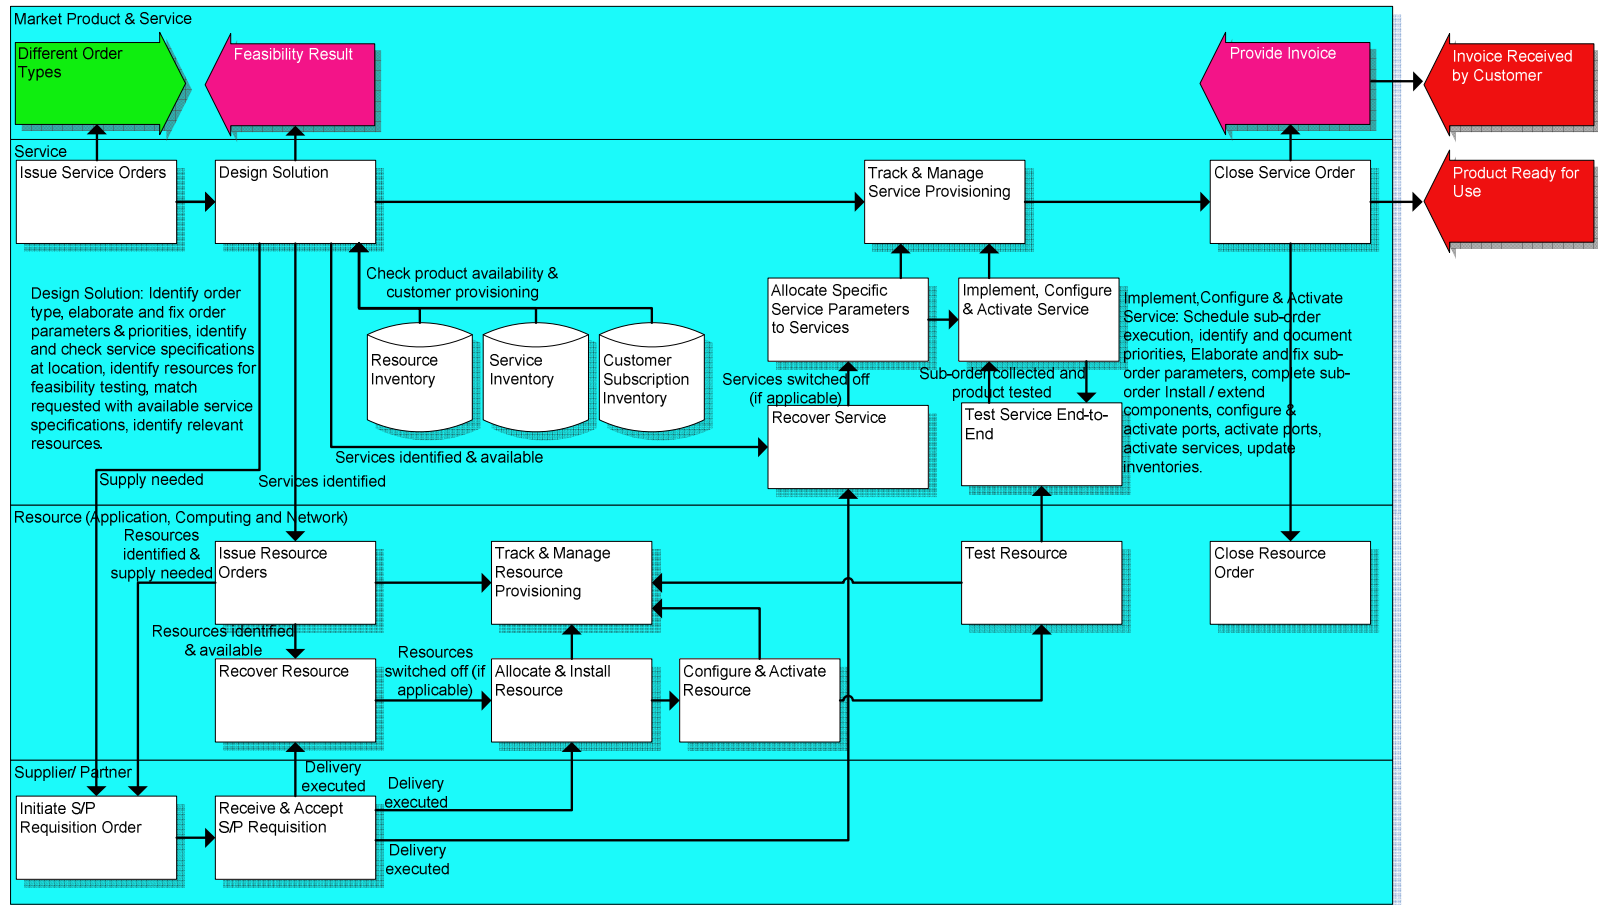 Market Product & Service
Different Order
Types
Feasibility Result
Provide Invoice
Invoice Received
by Customer
Service
Issue Service Orders
Design Solution
Track & Manage
Service Provisioning
Close Service Order
Product Ready for
Use
Check product availability &
customer provisioning
Design Solution: Identify order
type, elaborate and fix order
parameters & priorities, identify
and check service specifications
at location, identify resources for
feasibility testing, match
requested with available service
specifications, identify relevant
resources.
Resource
Inventory
Service
Inventory
Customer
Subscription
Inventory
Allocate Specific
Service Parameters
to Services
Implement, Configure
& Activate Service
Implement, Configure & Activate
Service: Schedule sub-order
execution, identify and document
priorities, Elaborate and fix sub-
order parameters, complete sub-
order Install / extend
components, configure &
activate ports, activate ports,
activate services, update
inventories.
Services switched off
(if applicable)
Sub-order collected and
product tested
Recover Service
Test Service End-to-
End
Services identified & available
Supply needed
Services identified
Resource (Application, Computing and Network)
Resources
identified &
supply needed
Issue Resource
Orders
Track & Manage
Resource
Provisioning
Test Resource
Close Resource
Order
Resources identified
& available
Recover Resource
Resources
switched off (if
applicable)
Allocate & Install
Resource
Configure & Activate
Resource
Supplier/ Partner
Delivery
executed
Delivery
executed
Initiate S/P
Requisition Order
Receive & Accept
S/P Requisition
Delivery
executed